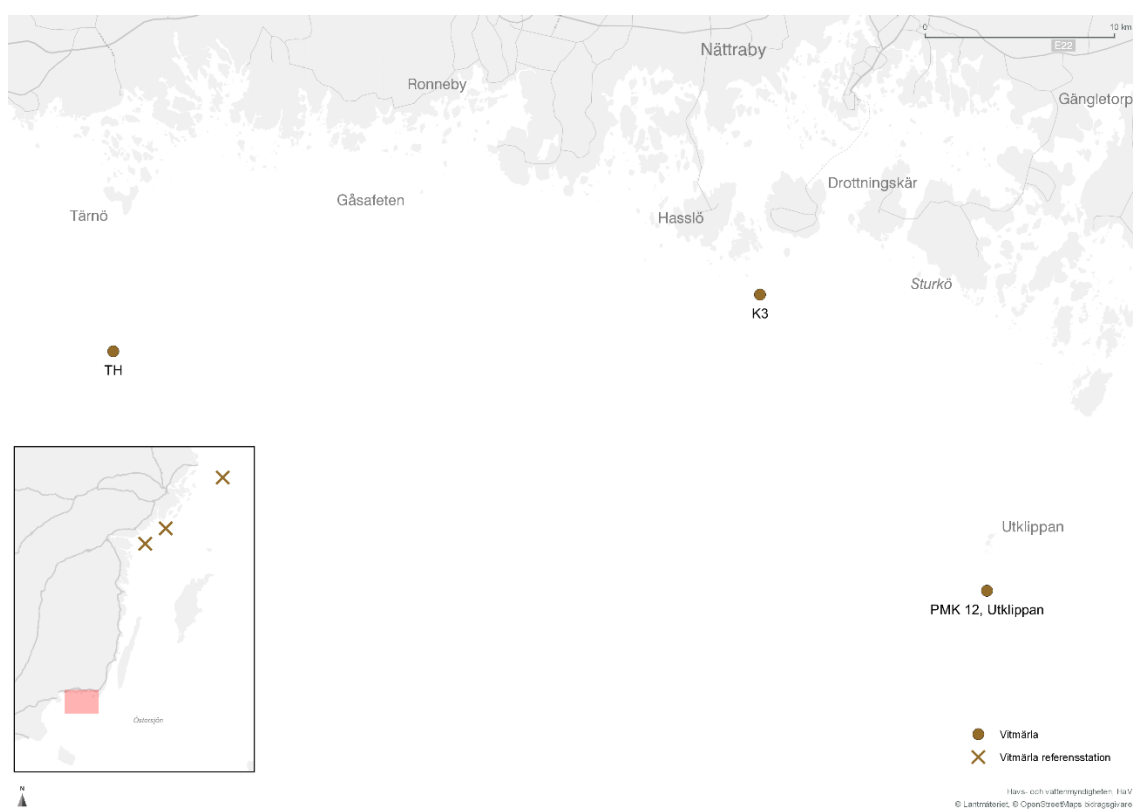 0 10 km
E22
Nättraby
Ronneby
Gängletorp
Drottningskär
Gåsafeten
Tärnö
Hasslö
Sturkö
K3
TH
Utklippan
PMK 12, Utklippan
Östersjön
Vitmärla
Vitmärla referensstation
N
Havs- och vattenmyndigheten, HaV
© Lantmäteriet, © OpenStreetMaps bidragsgivare